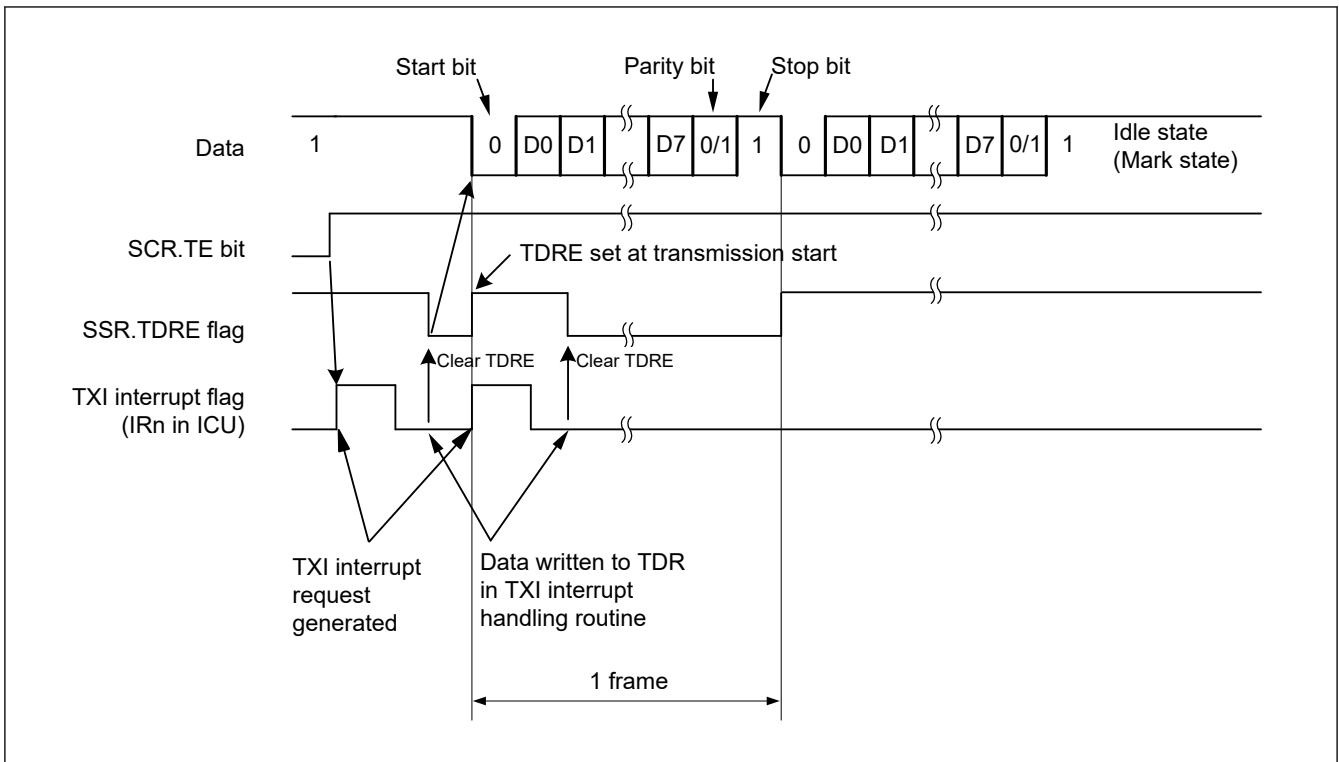 Start bit
Parity bit
Stop bit
Data
1
0
D0
D1
D7
0/1
1
0
D0
D1
D7
0/1
1
Idle state
(Mark state)
SCR.TE bit
TDRE set at transmission start
SSR.TDRE flag
Clear TDRE
Clear TDRE
TXI interrupt flag
(IRn in ICU)
TXI interrupt
request
generated
Data written to TDR
in TXI interrupt
handling routine
1 frame